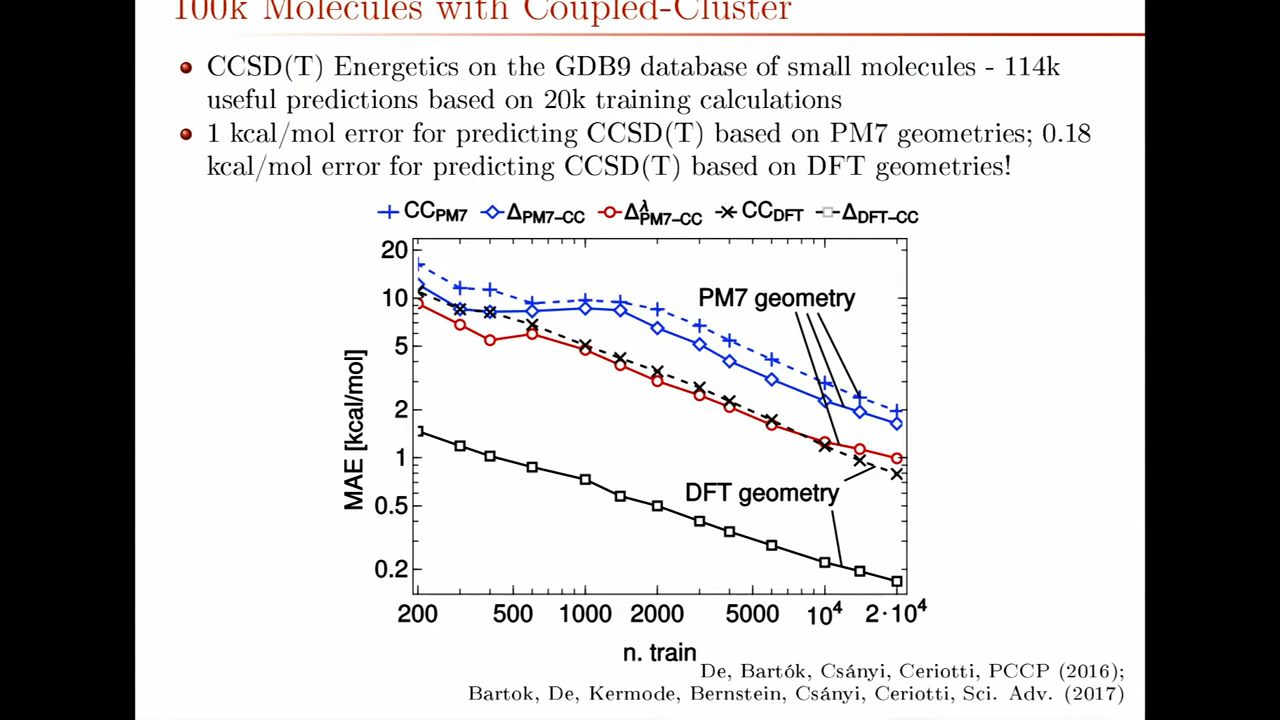 100k Molecules with Coupled-Cluster
CCSD(T) Energetics on the GDB9 database of small molecules - 114k
useful predictions based on 20k training calculations
1 kcal/mol error for predicting CCSD(T) based on PM7 geometries; 0.18
kcal/mol error for predicting CCSD(T) based on DFT geometries!
CC_PM7 Δ_PM7–CC Δ^λ_PM7–CC CC_DFT Δ_DFT–CC
20
10
5
2
1
0.5
0.2
MAE [kcal/mol]
PM7 geometry
DFT geometry
200 500 1000 2000 5000 10⁴ 2·10⁴
n. train
De, Bartók, Csányi, Ceriotti, PCCP (2016);
Bartok, De, Kermode, Bernstein, Csányi, Ceriotti, Sci. Adv. (2017)